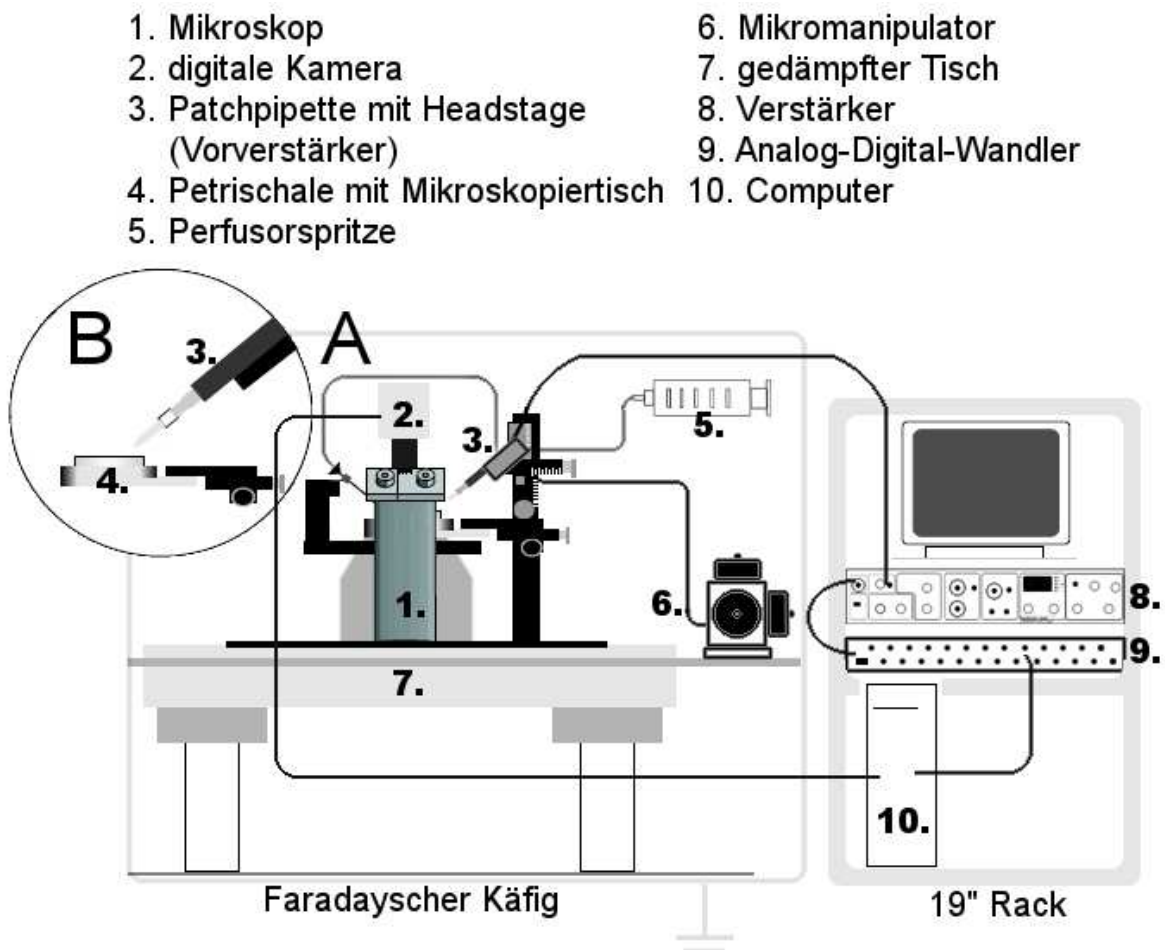 1. Mikroskop
2. digitale Kamera
3. Patchpipette mit Headstage
(Vorverstärker)
4. Petrischale mit Mikroskopiertisch
5. Perfusorspritze
6. Mikromanipulator
7. gedämpfter Tisch
8. Verstärker
9. Analog-Digital-Wandler
10. Computer
B
A
3.
4.
2.
3.
5.
1.
6.
7.
8.
9.
10.
Faradayscher Käfig
19" Rack